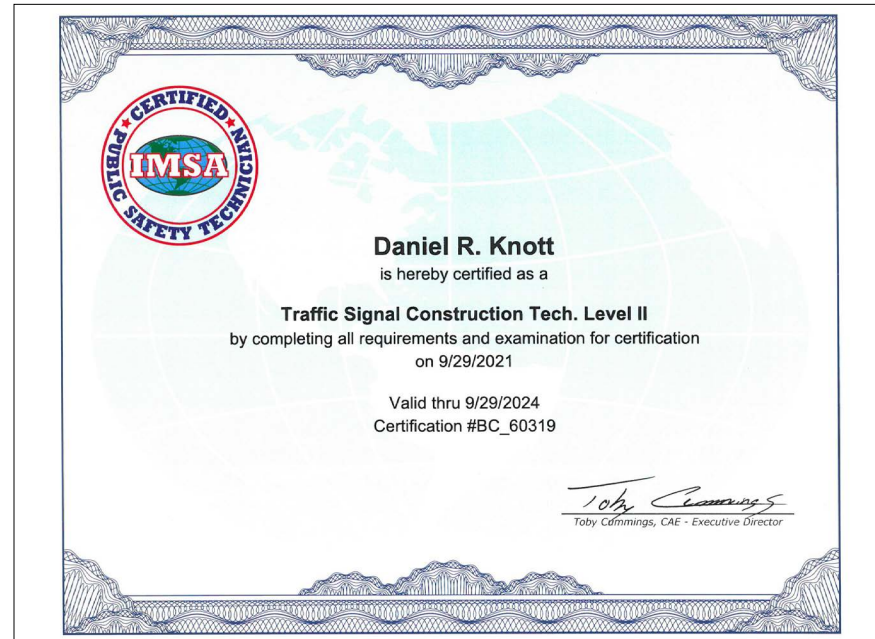 CERTIFIED
PUBLIC SAFETY TECHNICIAN
IMSA
Daniel R. Knott
is hereby certified as a
Traffic Signal Construction Tech. Level II
by completing all requirements and examination for certification
on 9/29/2021
Valid thru 9/29/2024
Certification #BC_60319
Toby Cummings
Toby Cummings, CAE - Executive Director